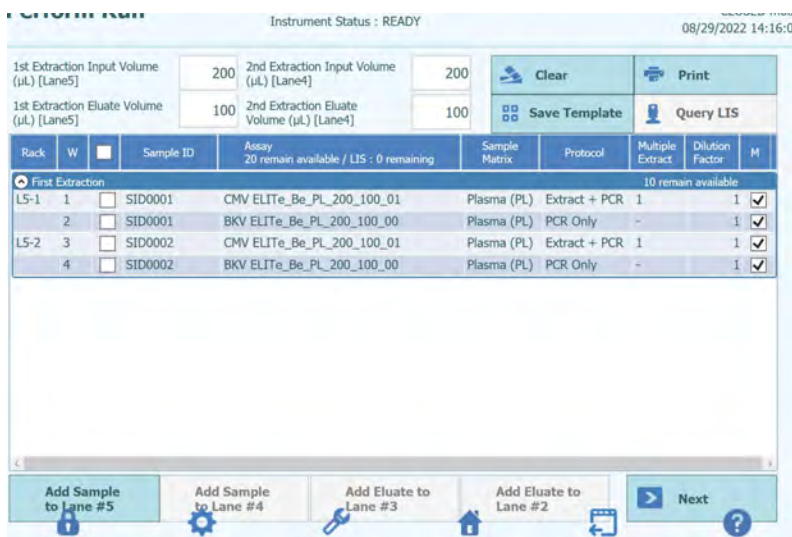 Perform Run
Instrument Status : READY
08/29/2022 14:16:0
1st Extraction Input Volume (µL) [Lane5]
200
2nd Extraction Input Volume (µL) [Lane4]
200
Clear
Print
1st Extraction Eluate Volume (µL) [Lane5]
100
2nd Extraction Eluate Volume (µL) [Lane4]
100
Save Template
Query LIS
Rack W Sample ID Assay 20 remain available / LIS : 0 remaining Sample Matrix Protocol Multiple Extract Dilution Factor M
First Extraction 10 remain available
L5-1 1 SID0001 CMV ELITe_Be_PL_200_100_01 Plasma (PL) Extract + PCR 1 1
2 SID0001 BKV ELITe_Be_PL_200_100_00 Plasma (PL) PCR Only - 1
L5-2 3 SID0002 CMV ELITe_Be_PL_200_100_01 Plasma (PL) Extract + PCR 1 1
4 SID0002 BKV ELITe_Be_PL_200_100_00 Plasma (PL) PCR Only - 1
Add Sample to Lane #5
Add Sample to Lane #4
Add Eluate to Lane #3
Add Eluate to Lane #2
Next